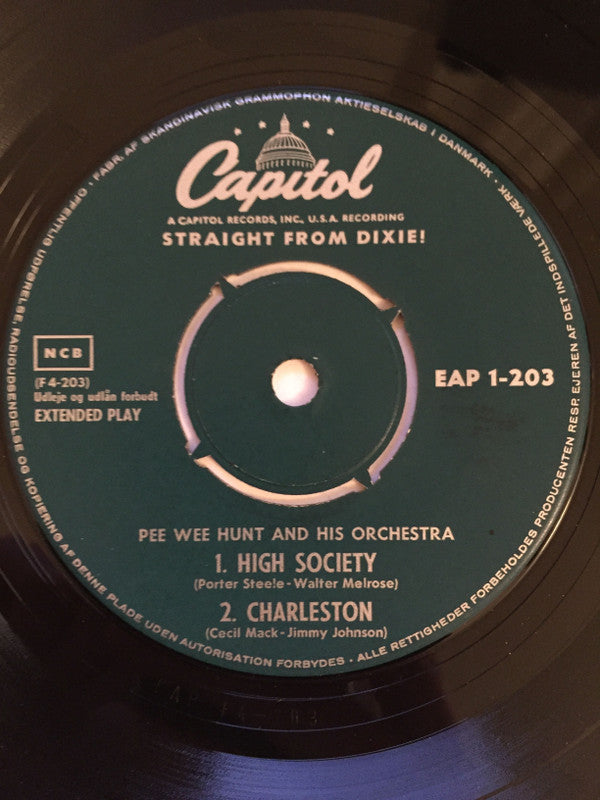 FABR. AF SKANDINAVISK GRAMMOPHON AKTIESELSKAB I DANMARK · ALLE RETTIGHEDER FORBEHOLDES PRODUCENTEN RESP. EJEREN AF DET INDSPILLEDE VÆRK ·
OFFENTLIG UDFØRELSE, RADIOUDSENDELSE OG KOPIERING AF DENNE PLADE UDEN AUTORISATION FORBYDES ·
Capitol
A CAPITOL RECORDS, INC., U.S.A. RECORDING
STRAIGHT FROM DIXIE!
NCB
(F 4-203)
Udleje og udlån forbudt
EXTENDED PLAY
EAP 1-203
PEE WEE HUNT AND HIS ORCHESTRA
1. HIGH SOCIETY
(Porter Steele - Walter Melrose)
2. CHARLESTON
(Cecil Mack - Jimmy Johnson)